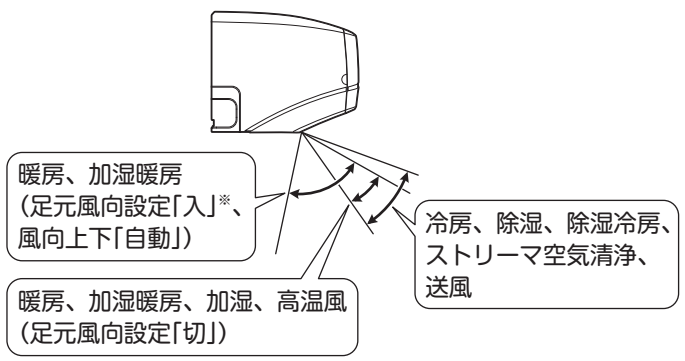 暖房、加湿暖房
(足元風向設定｢入｣※、
風向上下｢自動｣)
冷房、除湿、除湿冷房、
ストリーマ空気清浄、
送風
暖房、加湿暖房、加湿、高温風
(足元風向設定｢切｣)